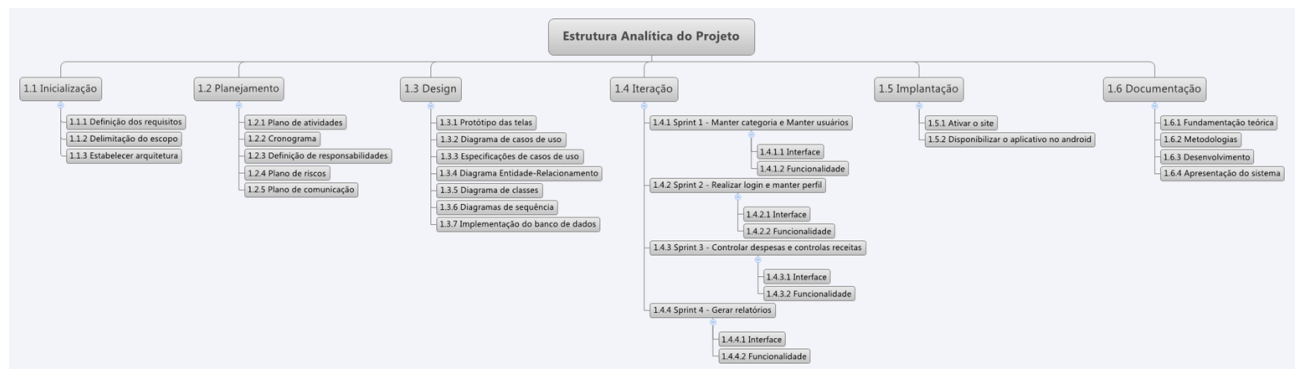 Estrutura Analítica do Projeto
1.1 Inicialização
1.1.1 Definição dos requisitos
1.1.2 Delimitação do escopo
1.1.3 Estabelecer arquitetura
1.2 Planejamento
1.2.1 Plano de atividades
1.2.2 Cronograma
1.2.3 Definição de responsabilidades
1.2.4 Plano de riscos
1.2.5 Plano de comunicação
1.3 Design
1.3.1 Protótipo das telas
1.3.2 Diagrama de casos de uso
1.3.3 Especificações de casos de uso
1.3.4 Diagrama Entidade-Relacionamento
1.3.5 Diagrama de classes
1.3.6 Diagramas de sequência
1.3.7 Implementação do banco de dados
1.4 Iteração
1.4.1 Sprint 1 - Manter categoria e Manter usuários
1.4.1.1 Interface
1.4.1.2 Funcionalidade
1.4.2 Sprint 2 - Realizar login e manter perfil
1.4.2.1 Interface
1.4.2.2 Funcionalidade
1.4.3 Sprint 3 - Controlar despesas e controlas receitas
1.4.3.1 Interface
1.4.3.2 Funcionalidade
1.4.4 Sprint 4 - Gerar relatórios
1.4.4.1 Interface
1.4.4.2 Funcionalidade
1.5 Implantação
1.5.1 Ativar o site
1.5.2 Disponibilizar o aplicativo no android
1.6 Documentação
1.6.1 Fundamentação teórica
1.6.2 Metodologias
1.6.3 Desenvolvimento
1.6.4 Apresentação do sistema